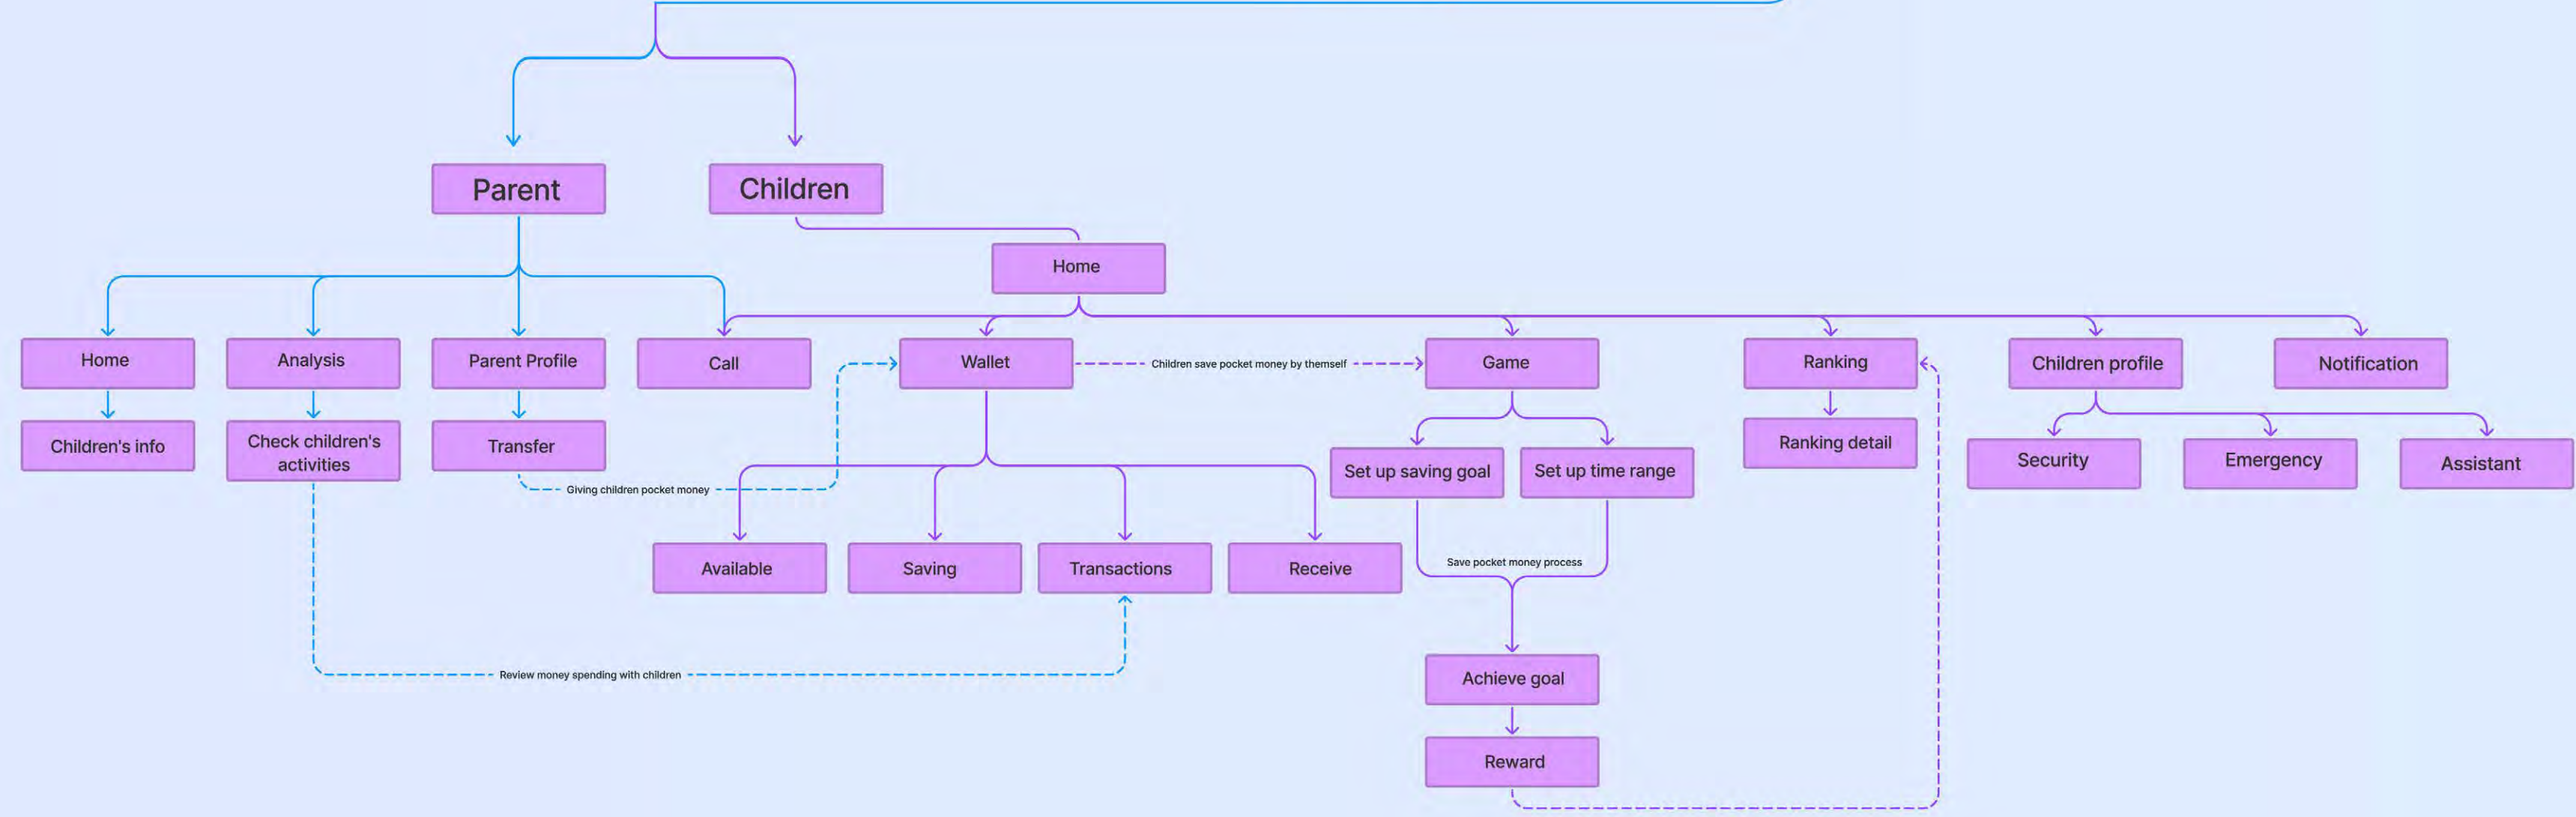 Parent
Children
Home
Home
Analysis
Parent Profile
Call
Wallet
Children save pocket money by themself
Game
Ranking
Children profile
Notification
Children's info
Check children's
activities
Transfer
Giving children pocket money
Set up saving goal
Set up time range
Ranking detail
Security
Emergency
Assistant
Available
Saving
Transactions
Receive
Save pocket money process
Review money spending with children
Achieve goal
Reward